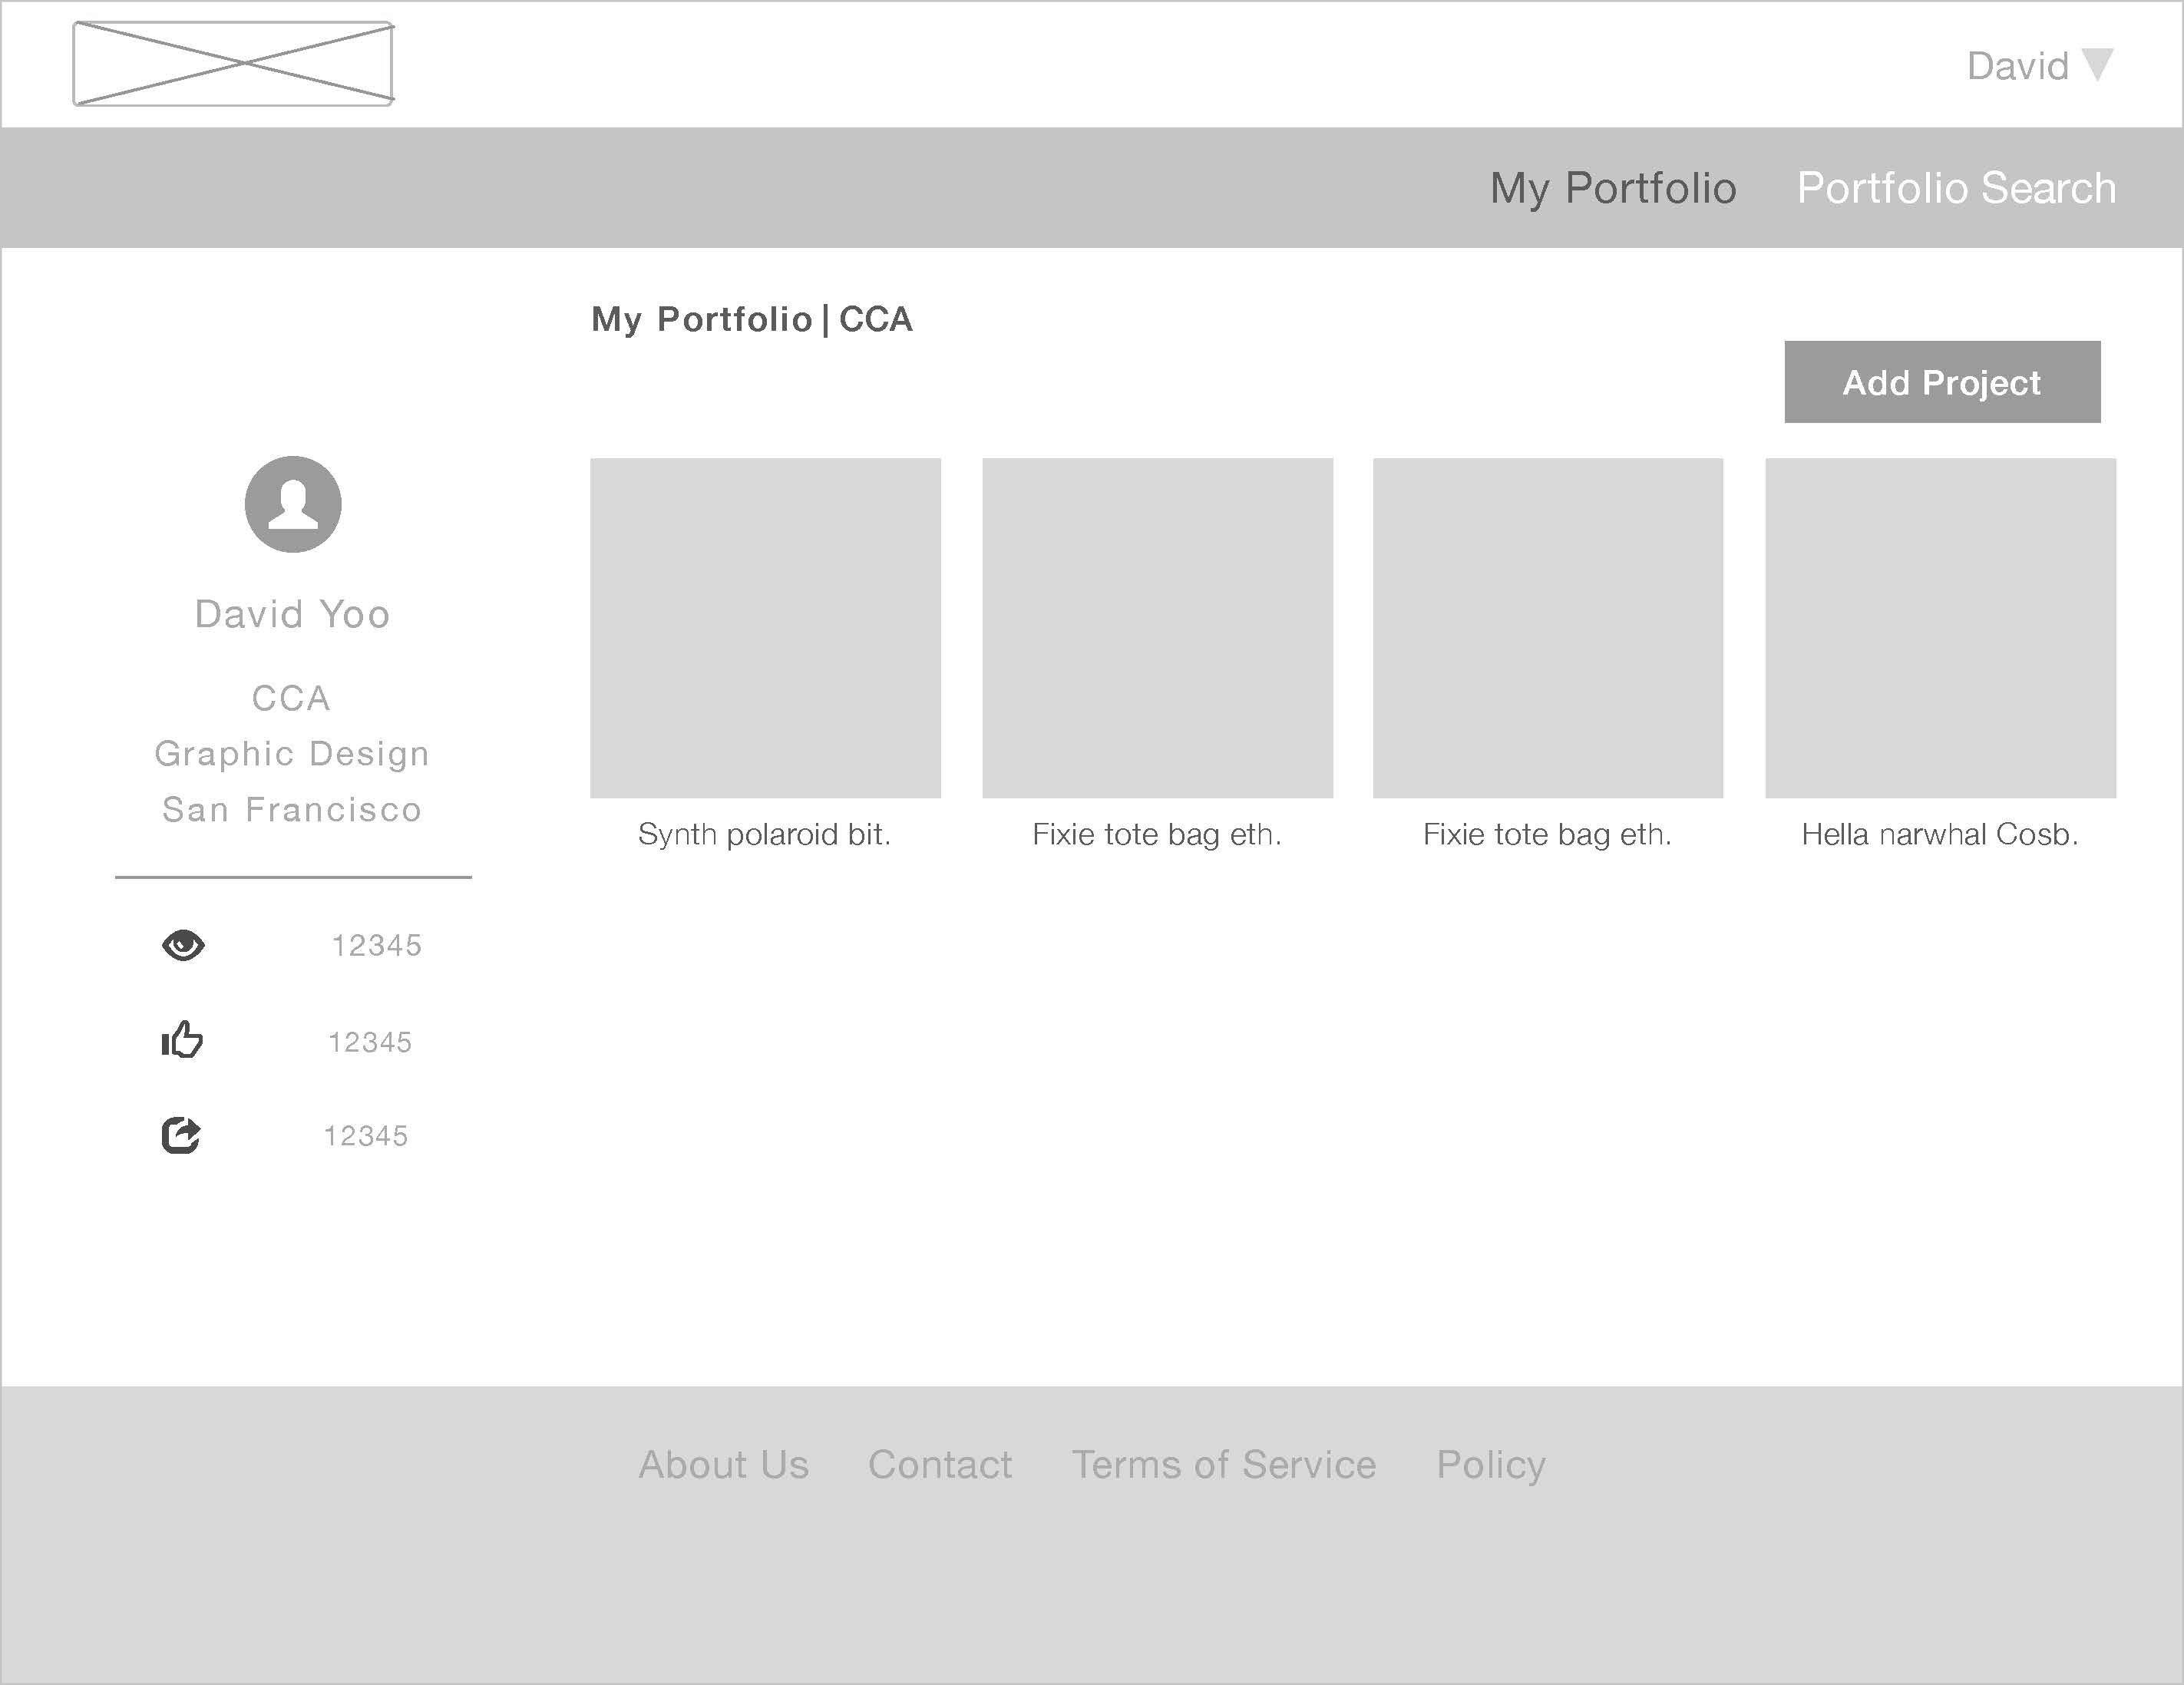 David
My Portfolio Portfolio Search
My Portfolio | CCA
Add Project
David Yoo
CCA
Graphic Design
San Francisco
12345
12345
12345
Synth polaroid bit. Fixie tote bag eth. Fixie tote bag eth. Hella narwhal Cosb.
About Us Contact Terms of Service Policy